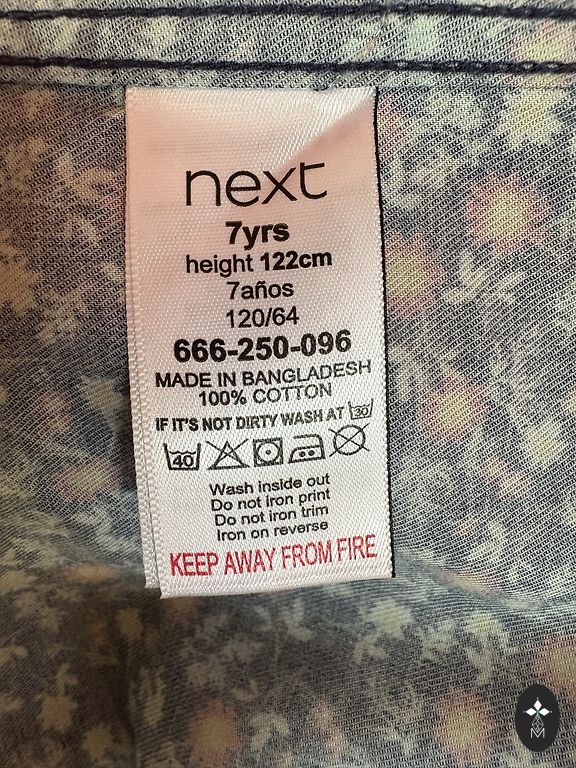 next
7yrs
height 122cm
7años
120/64
666-250-096
MADE IN BANGLADESH
100% COTTON
IF IT'S NOT DIRTY WASH AT 30
40
Wash inside out
Do not iron print
Do not iron trim
Iron on reverse
KEEP AWAY FROM FIRE
M